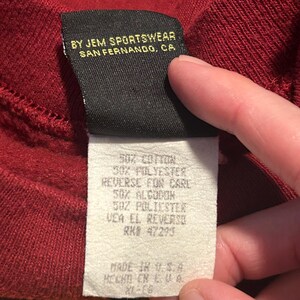 BY JEM SPORTSWEAR
SAN FERNANDO, CA
50% COTTON
50% POLYESTER
REVERSE FOR CARE
50% ALGODON
50% POLIESTER
VEA EL REVERSO
RN# 47295
MADE IN U.S.A
HECHO EN E.U.A